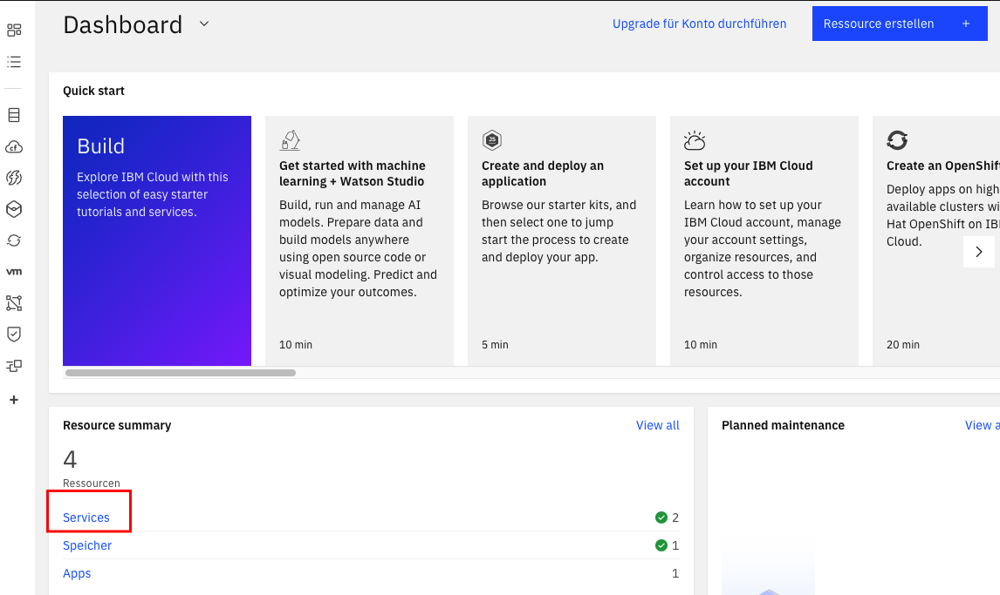 Dashboard
Upgrade für Konto durchführen
Ressource erstellen +
Quick start
Build
Explore IBM Cloud with this
selection of easy starter
tutorials and services.
Get started with machine
learning + Watson Studio
Build, run and manage AI
models. Prepare data and
build models anywhere
using open source code or
visual modeling. Predict and
optimize your outcomes.
10 min
JS
Create and deploy an
application
Browse our starter kits, and
then select one to jump
start the process to create
and deploy your app.
5 min
Set up your IBM Cloud
account
Learn how to set up your
IBM Cloud account, manage
your account settings,
organize resources, and
control access to those
resources.
10 min
Create an OpenShift
Deploy apps on high
available clusters wi
Hat OpenShift on IB
Cloud.
20 min
cf
vm
+
Resource summary
View all
4
Ressourcen
Services 2
Speicher 1
Apps 1
Planned maintenance
View a